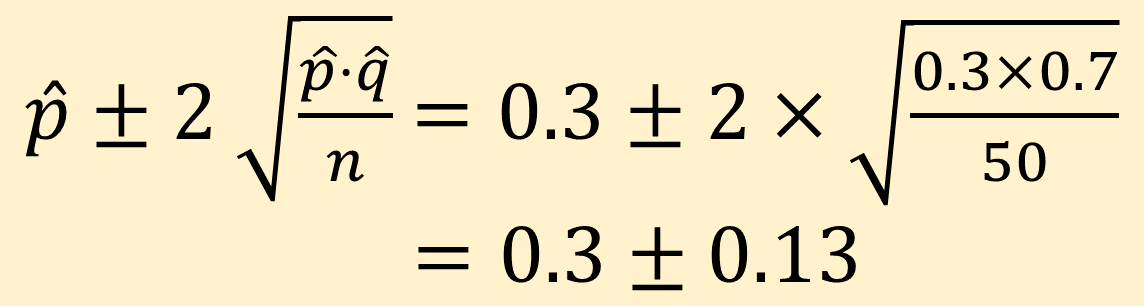 p̂ ± 2 √(p̂·q̂/n) = 0.3 ± 2 × √(0.3×0.7/50)
= 0.3 ± 0.13